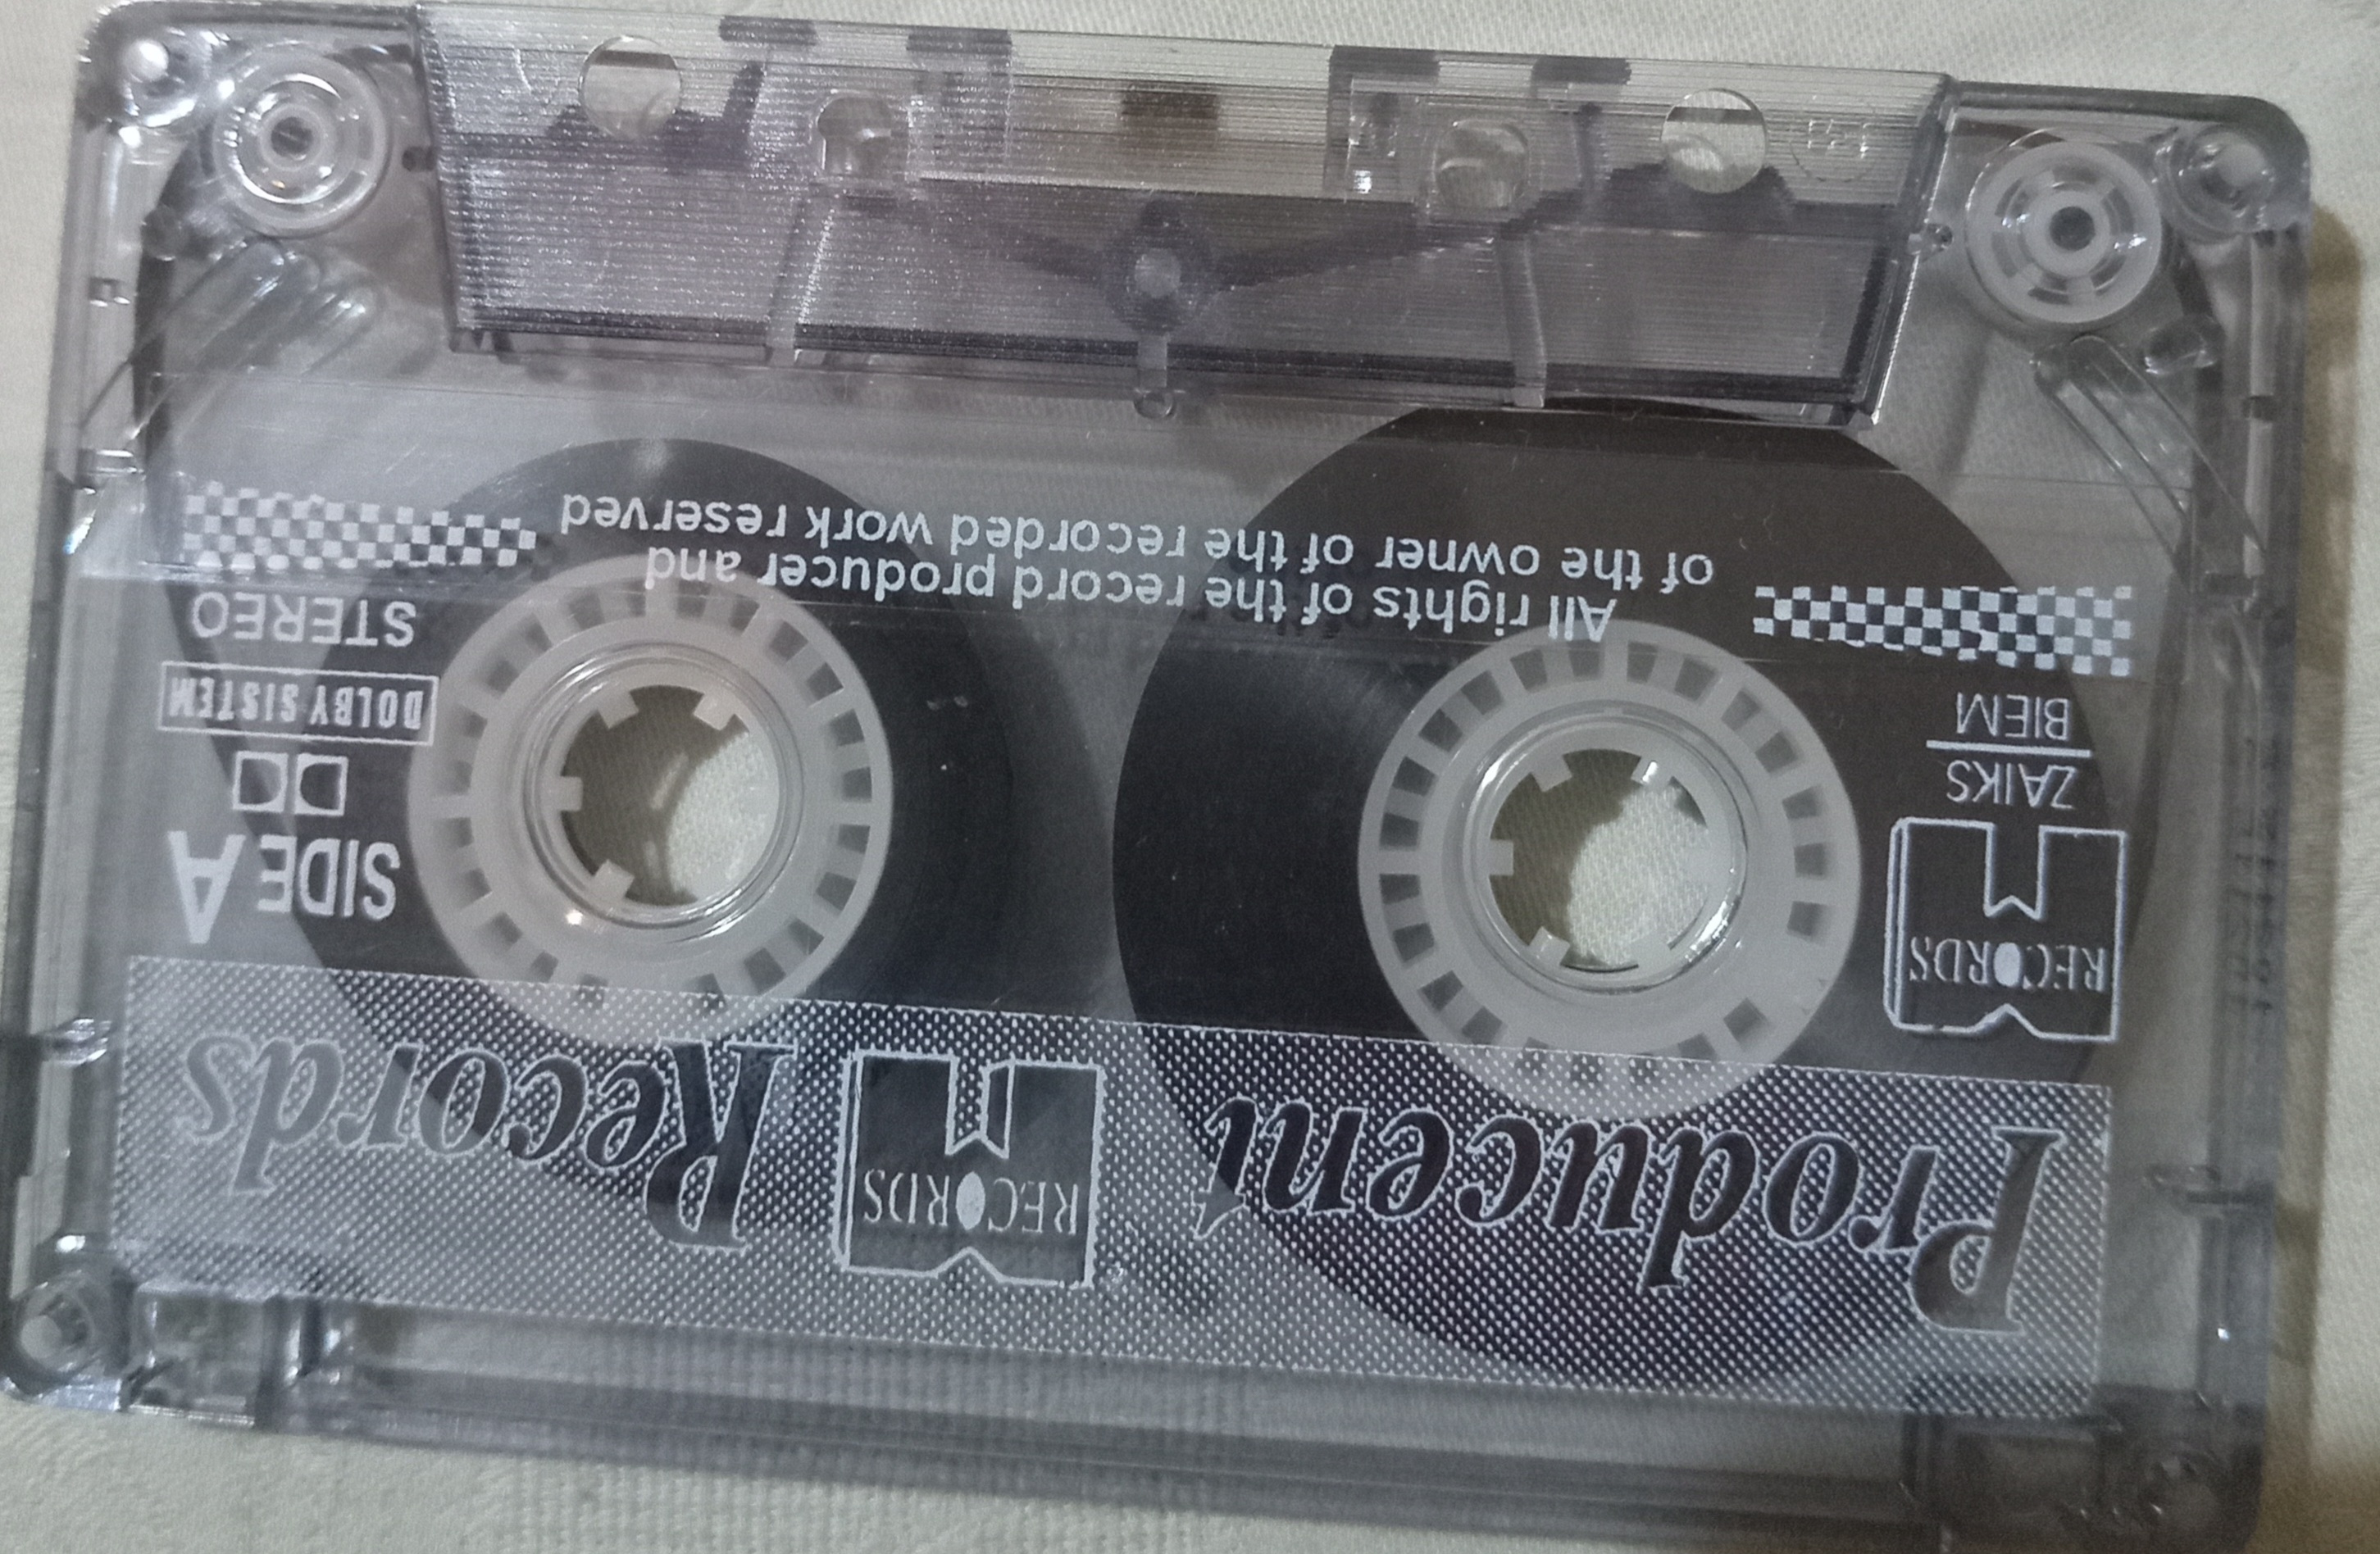 Producent
RECORDS
Records
RECORDS
ZAIKS
BIEM
SIDE A
DOLBY SISTEM
STEREO
All rights of the record producer and
of the owner of the recorded work reserved